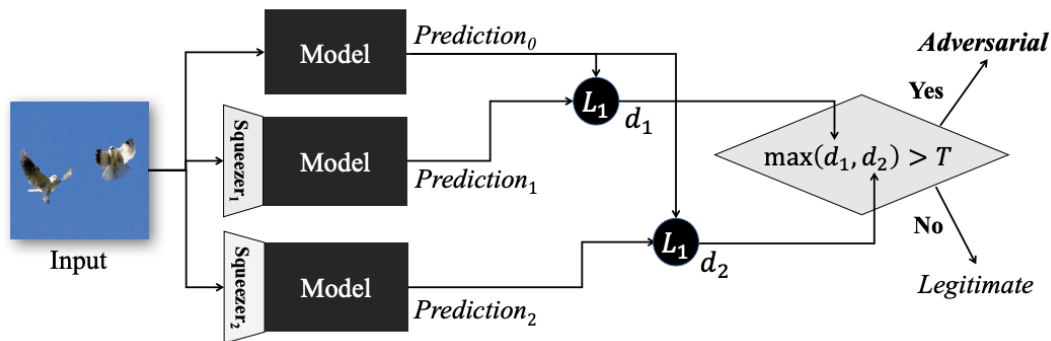 Prediction₀
Adversarial
Model
Yes
L₁
d₁
Squeezer₁
Model
max(d₁, d₂) > T
Prediction₁
No
L₁
d₂
Input
Squeezer₂
Model
Legitimate
Prediction₂